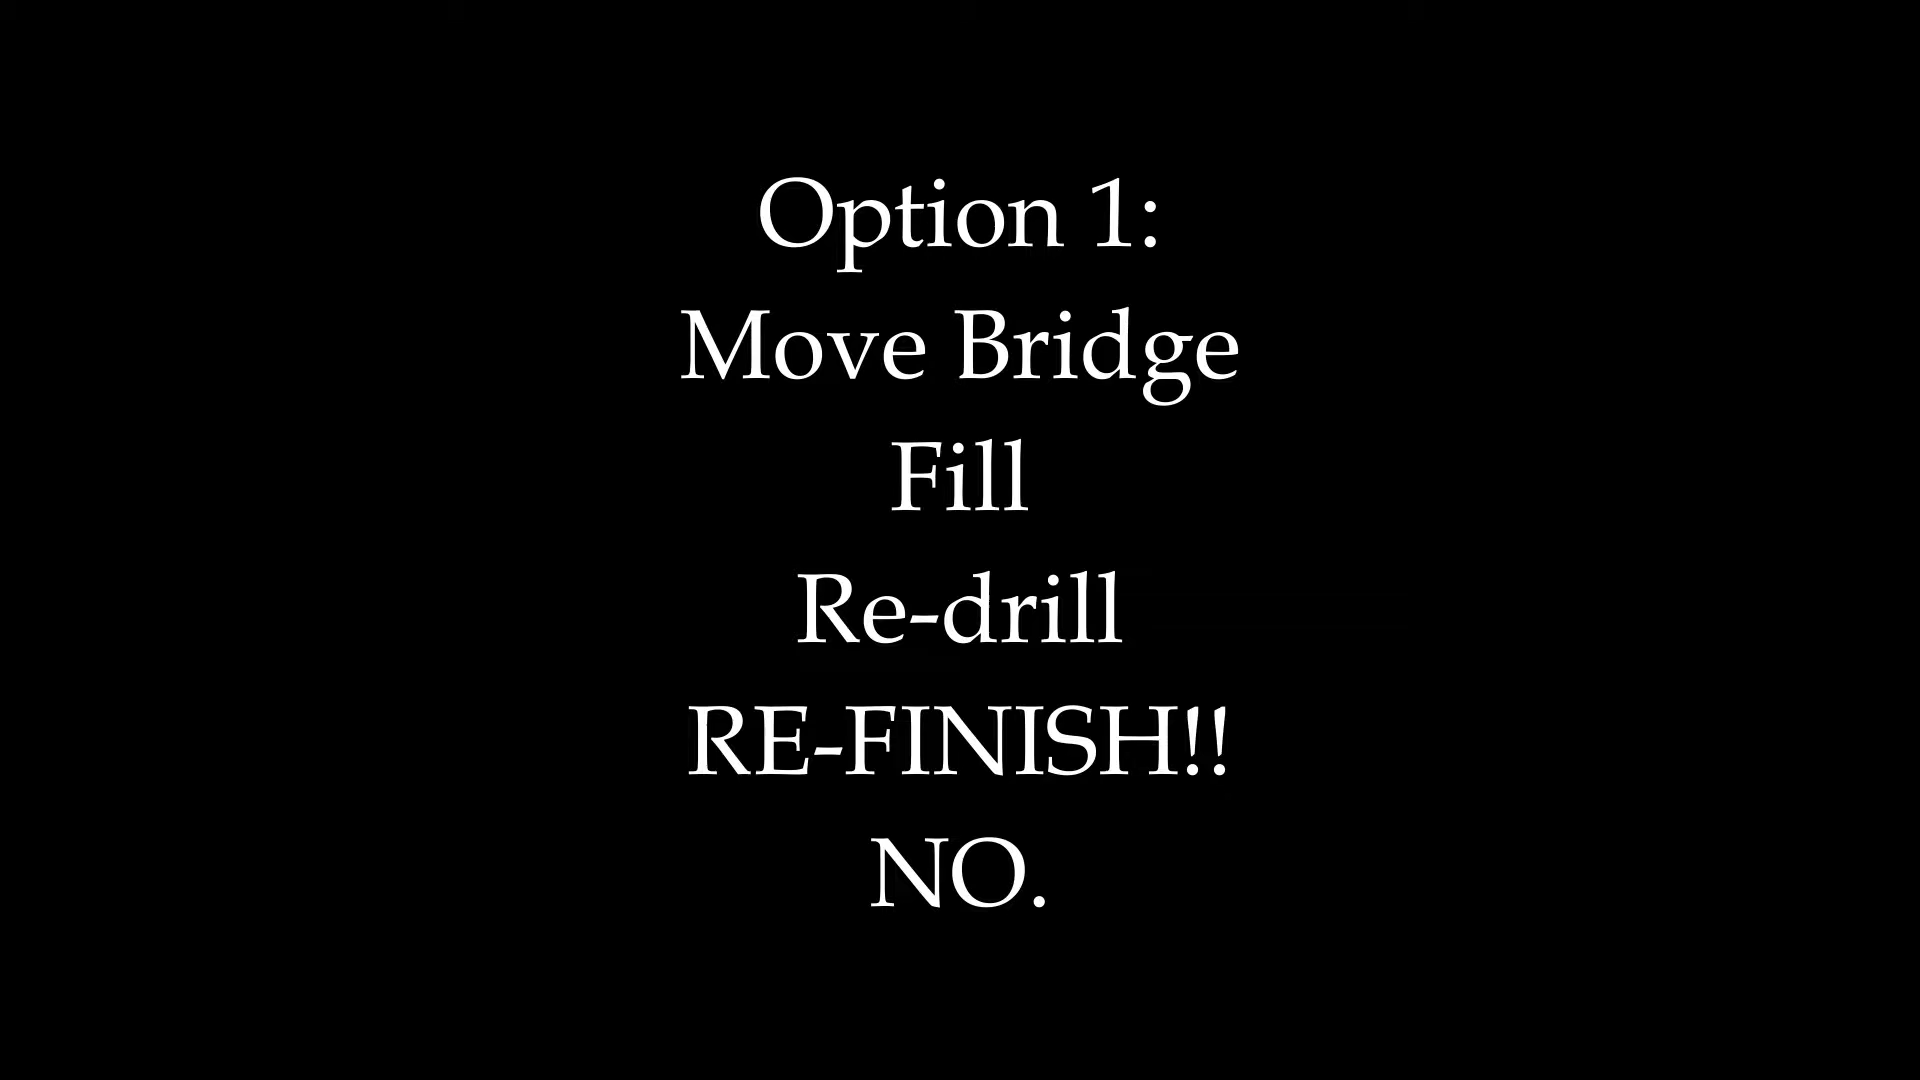 Option 1:
Move Bridge
Fill
Re-drill
RE-FINISH!!
NO.